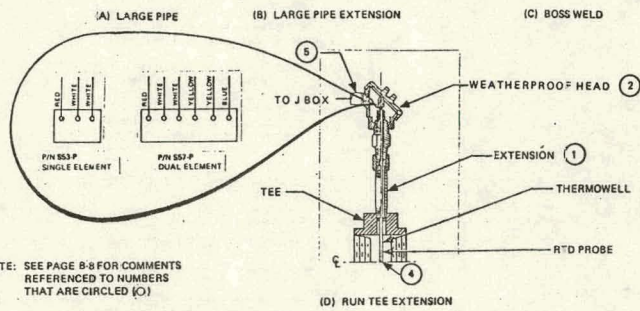 (A) LARGE PIPE
(B) LARGE PIPE EXTENSION
(C) BOSS WELD
5
TO J BOX
WEATHERPROOF HEAD 2
RED
WHITE
WHITE
RED
WHITE
WHITE
YELLOW
YELLOW
BLUE
P/N S53-P
SINGLE ELEMENT
P/N S57-P
DUAL ELEMENT
EXTENSION 1
THERMOWELL
TEE
RTD PROBE
4
TE: SEE PAGE 8-8 FOR COMMENTS
REFERENCED TO NUMBERS
THAT ARE CIRCLED (O)
(D) RUN TEE EXTENSION